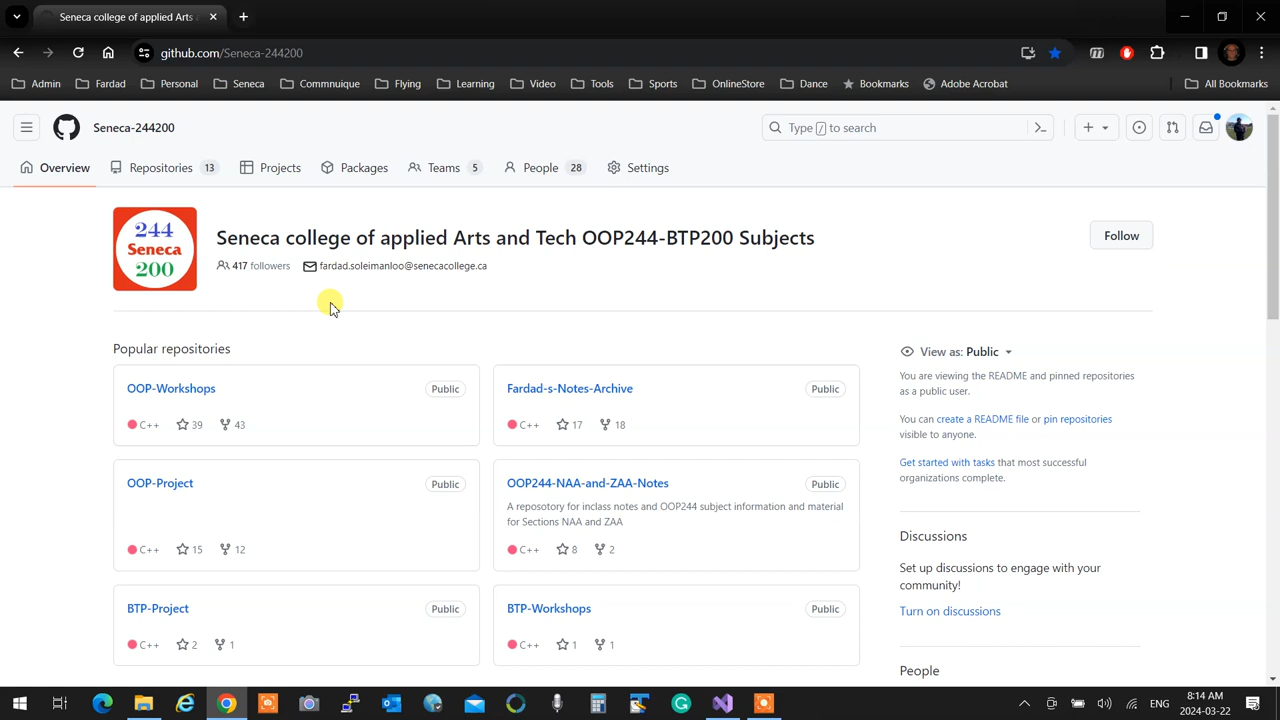 Seneca college of applied Arts a
github.com/Seneca-244200
Admin Fardad Personal Seneca Commnuique Flying Learning Video Tools Sports OnlineStore Dance Bookmarks Adobe Acrobat All Bookmarks
Seneca-244200 Type / to search
Overview Repositories 13 Projects Packages Teams 5 People 28 Settings
244
Seneca
200
Seneca college of applied Arts and Tech OOP244-BTP200 Subjects
Follow
417 followers fardad.soleimanloo@senecacollege.ca
Popular repositories
OOP-Workshops Public
C++ 39 43
Fardad-s-Notes-Archive Public
C++ 17 18
OOP-Project Public
C++ 15 12
OOP244-NAA-and-ZAA-Notes Public
A reposotory for inclass notes and OOP244 subject information and material
for Sections NAA and ZAA
C++ 8 2
BTP-Project Public
C++ 2 1
BTP-Workshops Public
C++ 1 1
View as: Public
You are viewing the README and pinned repositories
as a public user.
You can create a README file or pin repositories
visible to anyone.
Get started with tasks that most successful
organizations complete.
Discussions
Set up discussions to engage with your
community!
Turn on discussions
People
ENG
8:14 AM
2024-03-22